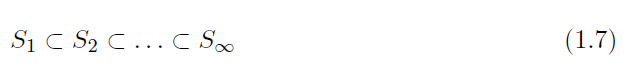 S₁ ⊂ S₂ ⊂ … ⊂ S∞ (1.7)